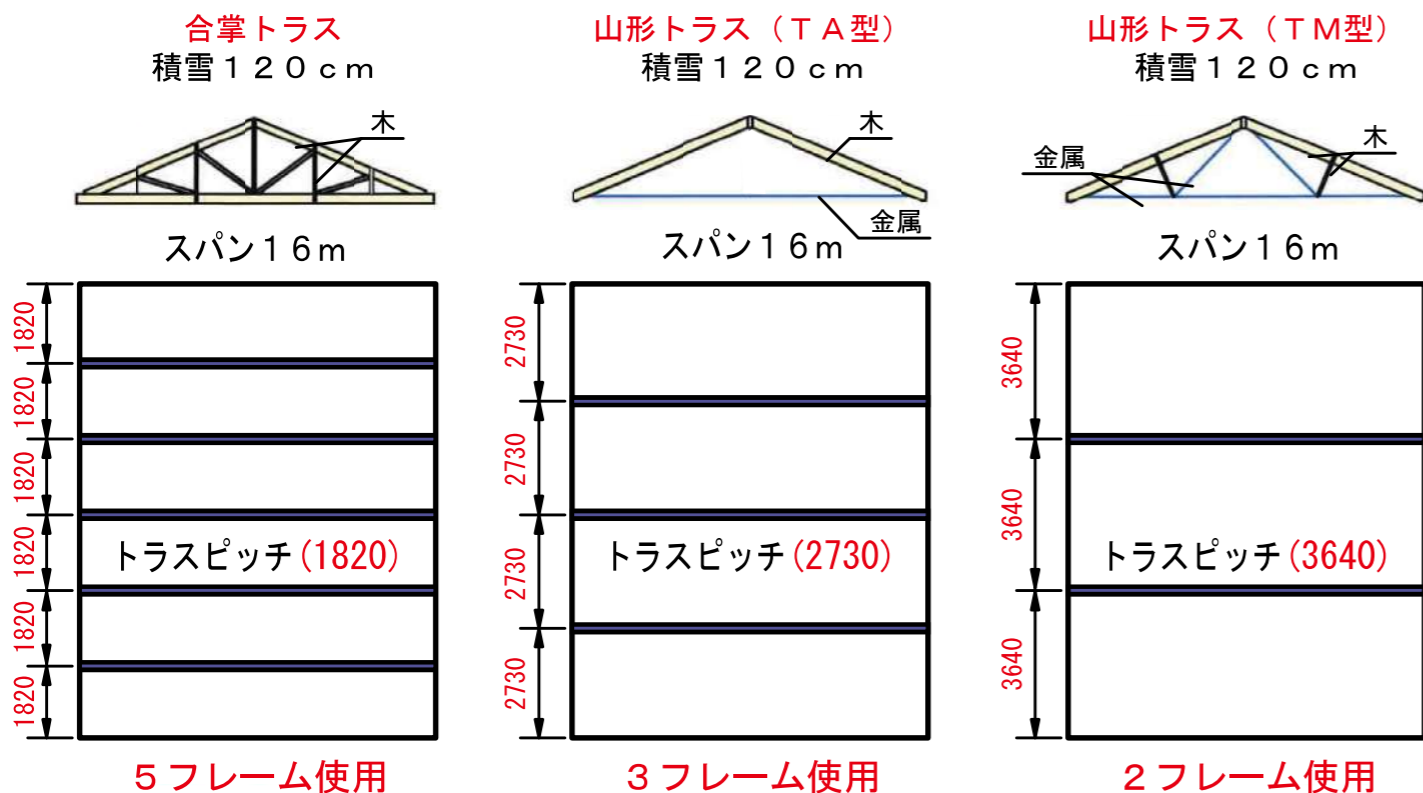 合掌トラス
積雪１２０ｃｍ
木
スパン１６ｍ
1820
1820
1820
1820
1820
1820
トラスピッチ(1820)
５フレーム使用
山形トラス（ＴＡ型）
積雪１２０ｃｍ
木
金属
スパン１６ｍ
2730
2730
2730
2730
トラスピッチ(2730)
３フレーム使用
山形トラス（ＴＭ型）
積雪１２０ｃｍ
木
金属
スパン１６ｍ
3640
3640
3640
トラスピッチ(3640)
２フレーム使用